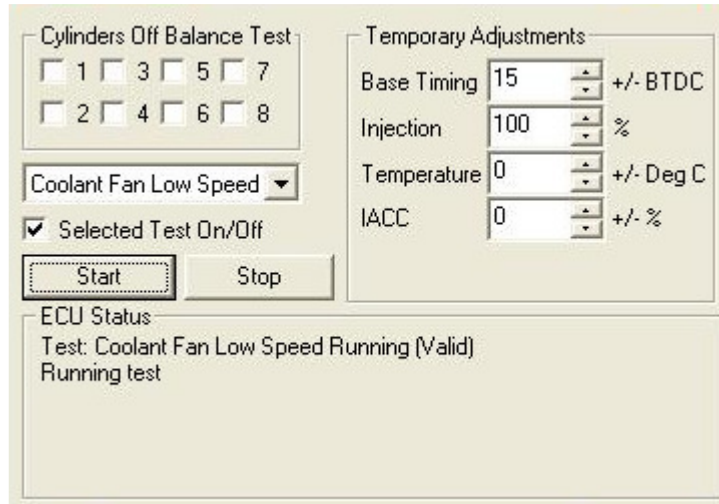 Cylinders Off Balance Test
1 3 5 7
2 4 6 8
Coolant Fan Low Speed
Selected Test On/Off
Start Stop
Temporary Adjustments
Base Timing 15 +/- BTDC
Injection 100 %
Temperature 0 +/- Deg C
IACC 0 +/- %
ECU Status
Test: Coolant Fan Low Speed Running (Valid)
Running test